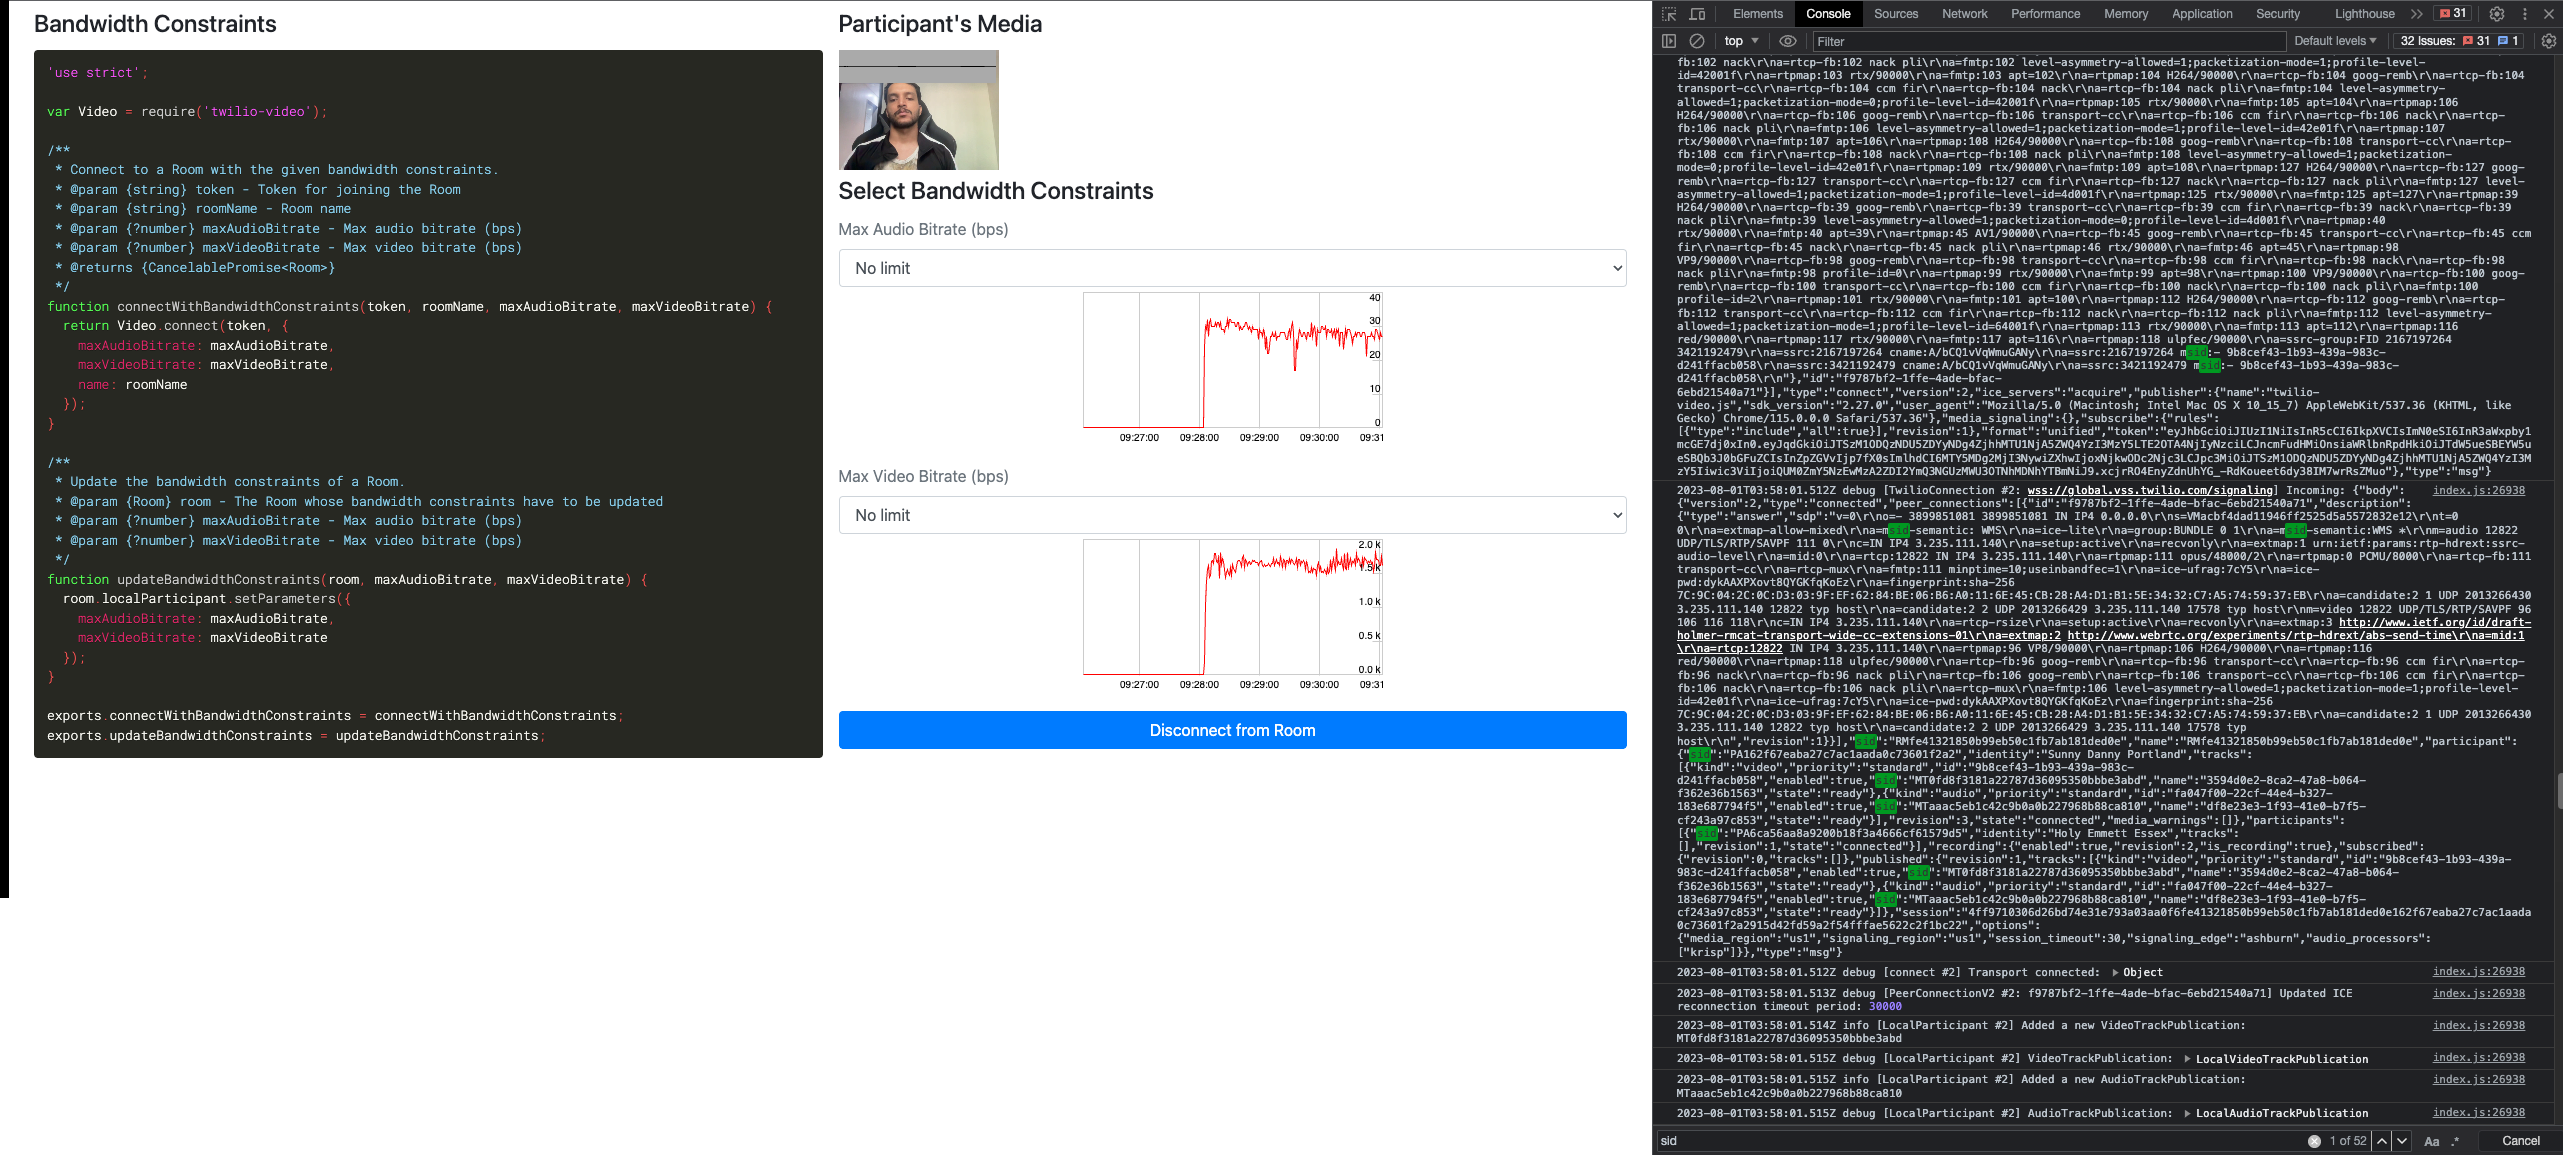 Bandwidth Constraints
'use strict';
var Video = require('twilio-video');
/**
* Connect to a Room with the given bandwidth constraints.
* @param {string} token - Token for joining the Room
* @param {string} roomName - Room name
* @param {?number} maxAudioBitrate - Max audio bitrate (bps)
* @param {?number} maxVideoBitrate - Max video bitrate (bps)
* @returns {CancelablePromise<Room>}
*/
function connectWithBandwidthConstraints(token, roomName, maxAudioBitrate, maxVideoBitrate) {
return Video.connect(token, {
maxAudioBitrate: maxAudioBitrate,
maxVideoBitrate: maxVideoBitrate,
name: roomName
});
}
/**
* Update the bandwidth constraints of a Room.
* @param {Room} room - The Room whose bandwidth constraints have to be updated
* @param {?number} maxAudioBitrate - Max audio bitrate (bps)
* @param {?number} maxVideoBitrate - Max video bitrate (bps)
*/
function updateBandwidthConstraints(room, maxAudioBitrate, maxVideoBitrate) {
room.localParticipant.setParameters({
maxAudioBitrate: maxAudioBitrate,
maxVideoBitrate: maxVideoBitrate
});
}
exports.connectWithBandwidthConstraints = connectWithBandwidthConstraints;
exports.updateBandwidthConstraints = updateBandwidthConstraints;
Participant's Media
Select Bandwidth Constraints
Max Audio Bitrate (bps)
No limit
40
30
20
10
0
09:27:00 09:28:00 09:29:00 09:30:00 09:31
Max Video Bitrate (bps)
No limit
2.0 k
1.5 k
1.0 k
0.5 k
0.0 k
09:27:00 09:28:00 09:29:00 09:30:00 09:31
Disconnect from Room
Elements Console Sources Network Performance Memory Application Security Lighthouse 31
top Filter Default levels 32 Issues: 31 1
fb:102 nack\r\na=rtcp-fb:102 nack pli\r\na=fmtp:102 level-asymmetry-allowed=1;packetization-mode=1;profile-level-
id=42001f\r\na=rtpmap:103 rtx/90000\r\na=fmtp:103 apt=102\r\na=rtpmap:104 H264/90000\r\na=rtcp-fb:104 goog-remb\r\na=rtcp-fb:104
transport-cc\r\na=rtcp-fb:104 ccm fir\r\na=rtcp-fb:104 nack\r\na=rtcp-fb:104 nack pli\r\na=fmtp:104 level-asymmetry-
allowed=1;packetization-mode=0;profile-level-id=42001f\r\na=rtpmap:105 rtx/90000\r\na=fmtp:105 apt=104\r\na=rtpmap:106
H264/90000\r\na=rtcp-fb:106 goog-remb\r\na=rtcp-fb:106 transport-cc\r\na=rtcp-fb:106 ccm fir\r\na=rtcp-fb:106 nack\r\na=rtcp-
fb:106 nack pli\r\na=fmtp:106 level-asymmetry-allowed=1;packetization-mode=1;profile-level-id=42e01f\r\na=rtpmap:107
rtx/90000\r\na=fmtp:107 apt=106\r\na=rtpmap:108 H264/90000\r\na=rtcp-fb:108 goog-remb\r\na=rtcp-fb:108 transport-cc\r\na=rtcp-
fb:108 ccm fir\r\na=rtcp-fb:108 nack\r\na=rtcp-fb:108 nack pli\r\na=fmtp:108 level-asymmetry-allowed=1;packetization-
mode=0;profile-level-id=42e01f\r\na=rtpmap:109 rtx/90000\r\na=fmtp:109 apt=108\r\na=rtpmap:127 H264/90000\r\na=rtcp-fb:127 goog-
remb\r\na=rtcp-fb:127 transport-cc\r\na=rtcp-fb:127 ccm fir\r\na=rtcp-fb:127 nack\r\na=rtcp-fb:127 nack pli\r\na=fmtp:127 level-
asymmetry-allowed=1;packetization-mode=1;profile-level-id=4d001f\r\na=rtpmap:125 rtx/90000\r\na=fmtp:125 apt=127\r\na=rtpmap:39
H264/90000\r\na=rtcp-fb:39 goog-remb\r\na=rtcp-fb:39 transport-cc\r\na=rtcp-fb:39 ccm fir\r\na=rtcp-fb:39 nack\r\na=rtcp-fb:39
nack pli\r\na=fmtp:39 level-asymmetry-allowed=1;packetization-mode=0;profile-level-id=4d001f\r\na=rtpmap:40
rtx/90000\r\na=fmtp:40 apt=39\r\na=rtpmap:45 AV1/90000\r\na=rtcp-fb:45 goog-remb\r\na=rtcp-fb:45 transport-cc\r\na=rtcp-fb:45 ccm
fir\r\na=rtcp-fb:45 nack\r\na=rtcp-fb:45 nack pli\r\na=rtpmap:46 rtx/90000\r\na=fmtp:46 apt=45\r\na=rtpmap:98
VP9/90000\r\na=rtcp-fb:98 goog-remb\r\na=rtcp-fb:98 transport-cc\r\na=rtcp-fb:98 ccm fir\r\na=rtcp-fb:98 nack\r\na=rtcp-fb:98
nack pli\r\na=fmtp:98 profile-id=0\r\na=rtpmap:99 rtx/90000\r\na=fmtp:99 apt=98\r\na=rtpmap:100 VP9/90000\r\na=rtcp-fb:100 goog-
remb\r\na=rtcp-fb:100 transport-cc\r\na=rtcp-fb:100 ccm fir\r\na=rtcp-fb:100 nack\r\na=rtcp-fb:100 nack pli\r\na=fmtp:100
profile-id=2\r\na=rtpmap:101 rtx/90000\r\na=fmtp:101 apt=100\r\na=rtpmap:112 H264/90000\r\na=rtcp-fb:112 goog-remb\r\na=rtcp-
fb:112 transport-cc\r\na=rtcp-fb:112 ccm fir\r\na=rtcp-fb:112 nack\r\na=rtcp-fb:112 nack pli\r\na=fmtp:112 level-asymmetry-
allowed=1;packetization-mode=1;profile-level-id=64001f\r\na=rtpmap:113 rtx/90000\r\na=fmtp:113 apt=112\r\na=rtpmap:116
red/90000\r\na=rtpmap:117 rtx/90000\r\na=fmtp:117 apt=116\r\na=rtpmap:118 ulpfec/90000\r\na=ssrc-group:FID 2167197264
3421192479\r\na=ssrc:2167197264 cname:A/bCQ1vVqWmuGANy\r\na=ssrc:2167197264 msid:- 9b8cef43-1b93-439a-983c-
d241ffacb058\r\na=ssrc:3421192479 cname:A/bCQ1vVqWmuGANy\r\na=ssrc:3421192479 msid:- 9b8cef43-1b93-439a-983c-
d241ffacb058\r\n"},"id":"f9787bf2-1ffe-4ade-bfac-
6ebd21540a71"}],"type":"connect","version":2,"ice_servers":"acquire","publisher":{"name":"twilio-
video.js","sdk_version":"2.27.0","user_agent":"Mozilla/5.0 (Macintosh; Intel Mac OS X 10_15_7) AppleWebKit/537.36 (KHTML, like
Gecko) Chrome/115.0.0.0 Safari/537.36"},"media_signaling":{},"subscribe":{"rules":
[{"type":"include","all":true}],"revision":1},"format":"unified","token":
2023-08-01T03:58:01.512Z debug [TwilioConnection #2: wss://global.vss.twilio.com/signaling] Incoming: {"body": index.js:26938
{"version":2,"type":"connected","peer_connections":[{"id":"f9787bf2-1ffe-4ade-bfac-6ebd21540a71","description":
{"type":"answer","sdp":"v=0\r\no=- 3899851081 3899851081 IN IP4 0.0.0.0\r\ns=VMacbf4dad11946ff2525d5a5572832e12\r\nt=0
0\r\na=extmap-allow-mixed\r\na=msid-semantic: WMS\r\na=ice-lite\r\na=group:BUNDLE 0 1\r\na=msid-semantic:WMS *\r\nm=audio 12822
UDP/TLS/RTP/SAVPF 111 0\r\nc=IN IP4 3.235.111.140\r\na=setup:active\r\na=recvonly\r\na=extmap:1 urn:ietf:params:rtp-hdrext:ssrc-
audio-level\r\na=mid:0\r\na=rtcp:12822 IN IP4 3.235.111.140\r\na=rtpmap:111 opus/48000/2\r\na=rtpmap:0 PCMU/8000\r\na=rtcp-fb:111
transport-cc\r\na=rtcp-mux\r\na=fmtp:111 minptime=10;useinbandfec=1\r\na=ice-ufrag:7cY5\r\na=ice-
pwd:dykAAXPXovt8QYGKfqKoEz\r\na=fingerprint:sha-256
7C:9C:04:2C:0C:D3:03:9F:EF:62:84:BE:06:B6:A0:11:6E:45:CB:28:A4:D1:B1:5E:34:32:C7:A5:74:59:37:EB\r\na=candidate:2 1 UDP 2013266430
3.235.111.140 12822 typ host\r\na=candidate:2 2 UDP 2013266429 3.235.111.140 17578 typ host\r\nm=video 12822 UDP/TLS/RTP/SAVPF 96
106 116 118\r\nc=IN IP4 3.235.111.140\r\na=rtcp-rsize\r\na=setup:active\r\na=recvonly\r\na=extmap:3 http://www.ietf.org/id/draft-
holmer-rmcat-transport-wide-cc-extensions-01\r\na=extmap:2 http://www.webrtc.org/experiments/rtp-hdrext/abs-send-time\r\na=mid:1
\r\na=rtcp:12822 IN IP4 3.235.111.140\r\na=rtpmap:96 VP8/90000\r\na=rtpmap:106 H264/90000\r\na=rtpmap:116
red/90000\r\na=rtpmap:118 ulpfec/90000\r\na=rtcp-fb:96 goog-remb\r\na=rtcp-fb:96 transport-cc\r\na=rtcp-fb:96 ccm fir\r\na=rtcp-
fb:96 nack\r\na=rtcp-fb:96 nack pli\r\na=rtcp-fb:106 goog-remb\r\na=rtcp-fb:106 transport-cc\r\na=rtcp-fb:106 ccm fir\r\na=rtcp-
fb:106 nack\r\na=rtcp-fb:106 nack pli\r\na=rtcp-mux\r\na=fmtp:106 level-asymmetry-allowed=1;packetization-mode=1;profile-level-
id=42e01f\r\na=ice-ufrag:7cY5\r\na=ice-pwd:dykAAXPXovt8QYGKfqKoEz\r\na=fingerprint:sha-256
7C:9C:04:2C:0C:D3:03:9F:EF:62:84:BE:06:B6:A0:11:6E:45:CB:28:A4:D1:B1:5E:34:32:C7:A5:74:59:37:EB\r\na=candidate:2 1 UDP 2013266430
3.235.111.140 12822 typ host\r\na=candidate:2 2 UDP 2013266429 3.235.111.140 17578 typ
host\r\n","revision":1}}],"sid":"RMfe41321850b99eb50c1fb7ab181ded0e","name":"RMfe41321850b99eb50c1fb7ab181ded0e","participant":
{"sid":"PA162f67eaba27c7ac1aada0c73601f2a2","identity":"Sunny Danny Portland","tracks":
[{"kind":"video","priority":"standard","id":"9b8cef43-1b93-439a-983c-
d241ffacb058","enabled":true,"sid":"MT0fd8f3181a22787d36095350bbbe3abd","name":"3594d0e2-8ca2-47a8-b064-
f362e36b1563","state":"ready"},{"kind":"audio","priority":"standard","id":"fa047f00-22cf-44e4-b327-
183e687794f5","enabled":true,"sid":"MTaaac5eb1c42c9b0a0b227968b88ca810","name":"df8e23e3-1f93-41e0-b7f5-
cf243a97c853","state":"ready"}],"revision":3,"state":"connected","media_warnings":[]},"participants":
[{"sid":"PA6ca56aa8a9200b18f3a4666cf61579d5","identity":"Holy Emmett Essex","tracks":
[],"revision":1,"state":"connected"}],"recording":{"enabled":true,"revision":2,"is_recording":true},"subscribed":
{"revision":0,"tracks":[]},"published":{"revision":1,"tracks":[{"kind":"video","priority":"standard","id":"9b8cef43-1b93-439a-
983c-d241ffacb058","enabled":true,"sid":"MT0fd8f3181a22787d36095350bbbe3abd","name":"3594d0e2-8ca2-47a8-b064-
f362e36b1563","state":"ready"},{"kind":"audio","priority":"standard","id":"fa047f00-22cf-44e4-b327-
183e687794f5","enabled":true,"sid":"MTaaac5eb1c42c9b0a0b227968b88ca810","name":"df8e23e3-1f93-41e0-b7f5-
cf243a97c853","state":"ready"}]},"session":"4ff9710306d26bd74e31e793a03aa0f6fe41321850b99eb50c1fb7ab181ded0e162f67eaba27c7ac1aada
0c73601f2a2915d42fd59a2f54fffae5622c2f1bc22","options":
{"media_region":"us1","signaling_region":"us1","session_timeout":30,"signaling_edge":"ashburn","audio_processors":
["krisp"]}},"type":"msg"}
2023-08-01T03:58:01.512Z debug [connect #2] Transport connected: Object index.js:26938
2023-08-01T03:58:01.513Z debug [PeerConnectionV2 #2: f9787bf2-1ffe-4ade-bfac-6ebd21540a71] Updated ICE index.js:26938
reconnection timeout period: 30000
2023-08-01T03:58:01.514Z info [LocalParticipant #2] Added a new VideoTrackPublication: index.js:26938
MT0fd8f3181a22787d36095350bbbe3abd
2023-08-01T03:58:01.515Z debug [LocalParticipant #2] VideoTrackPublication: LocalVideoTrackPublication index.js:26938
2023-08-01T03:58:01.515Z info [LocalParticipant #2] Added a new AudioTrackPublication: index.js:26938
MTaaac5eb1c42c9b0a0b227968b88ca810
2023-08-01T03:58:01.515Z debug [LocalParticipant #2] AudioTrackPublication: LocalAudioTrackPublication index.js:26938
sid 1 of 52 Aa .* Cancel